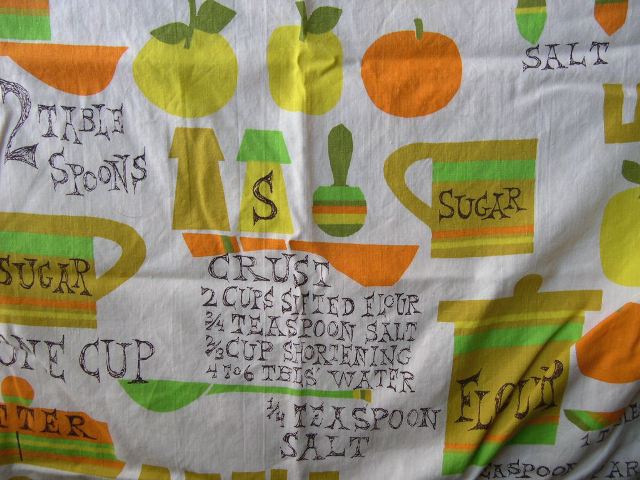 SALT
2 TABLE
SPOONS
S
SUGAR
SUGAR
CRUST
2 CUPS SIFTED FLOUR
3/4 TEASPOON SALT
2/3 CUP SHORTENING
4 TO 6 TBLS' WATER
ONE CUP
FLOUR
TTER
1/4 TEASPOON
SALT